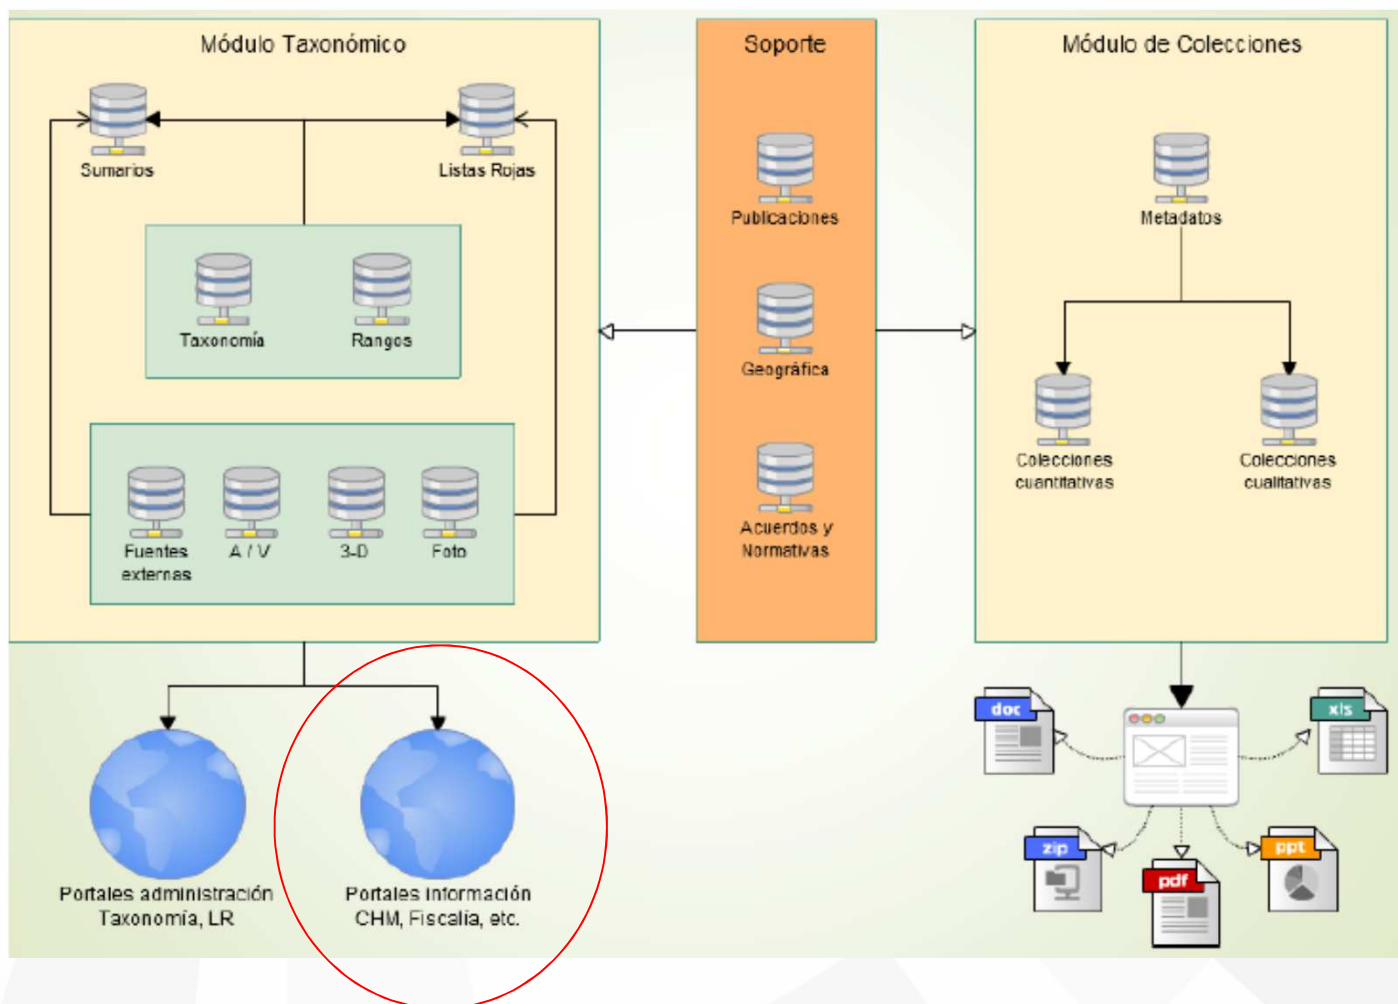 Módulo Taxonómico
Sumarios
Listas Rojas
Taxonomía
Rangos
Fuentes
externas
A / V
3-D
Foto
Soporte
Publicaciones
Geográfica
Acuerdos y
Normativas
Módulo de Colecciones
Metadatos
Colecciones
cuantitativas
Colecciones
cualitativas
Portales administración
Taxonomía, LR
Portales información
CHM, Fiscalía, etc.
doc
xls
zip
pdf
ppt